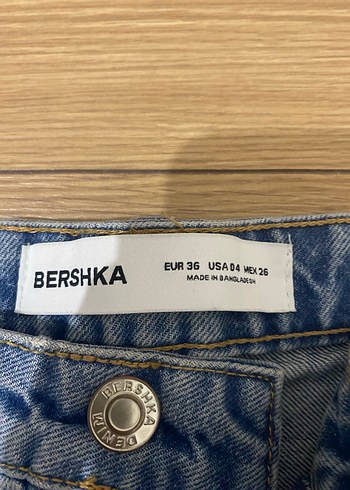 BERSHKA
EUR 36 USA 04 MEX 26
MADE IN BANGLADESH
BERSHKA
DENIM